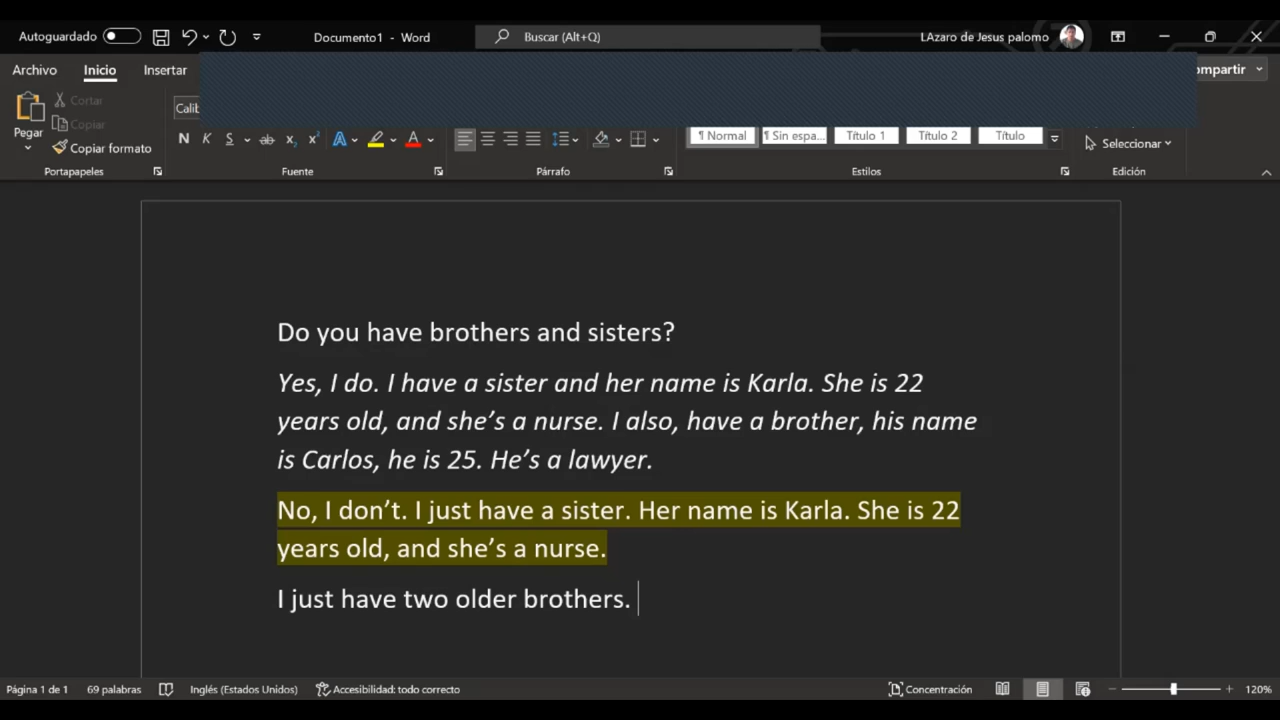 Autoguardado
Documento1 - Word
Buscar (Alt+Q)
LAzaro de Jesus palomo
Archivo Inicio Insertar
Pegar
Cortar
Copiar
Copiar formato
N K S ab x₂ x² A A
¶ Normal ¶ Sin espa... Título 1 Título 2 Título
Seleccionar
Portapapeles Fuente Párrafo Estilos Edición
Do you have brothers and sisters?
Yes, I do. I have a sister and her name is Karla. She is 22
years old, and she’s a nurse. I also, have a brother, his name
is Carlos, he is 25. He’s a lawyer.
No, I don’t. I just have a sister. Her name is Karla. She is 22
years old, and she’s a nurse.
I just have two older brothers.
Página 1 de 1 69 palabras Inglés (Estados Unidos) Accesibilidad: todo correcto Concentración 120%